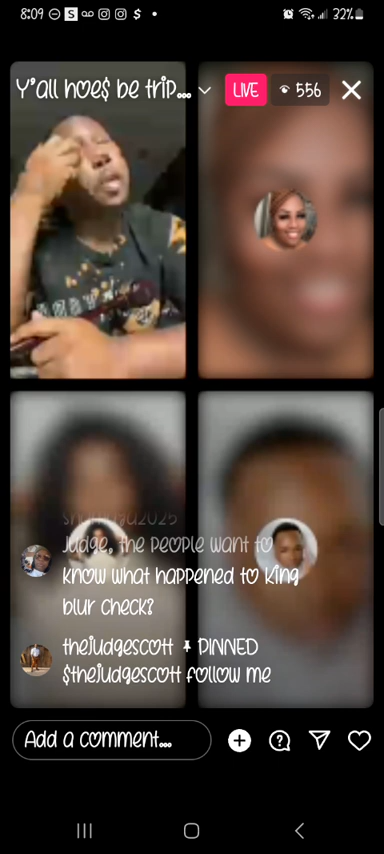 8:09 S $ 32%
Y'all hoe$ be trip... LIVE 556
2025
Judge, the people want to
know what happened to King
blur check?
thejudgescott PINNED
$thejudgescott follow me
Add a comment...